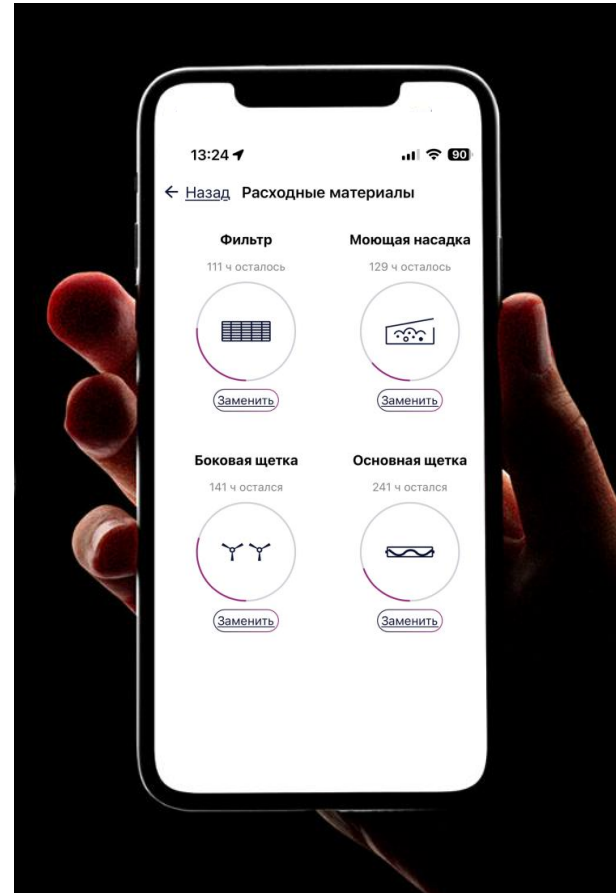 13:24
90
← Назад Расходные материалы
Фильтр
Моющая насадка
111 ч осталось
129 ч осталось
Заменить
Заменить
Боковая щетка
Основная щетка
141 ч остался
241 ч остался
Заменить
Заменить